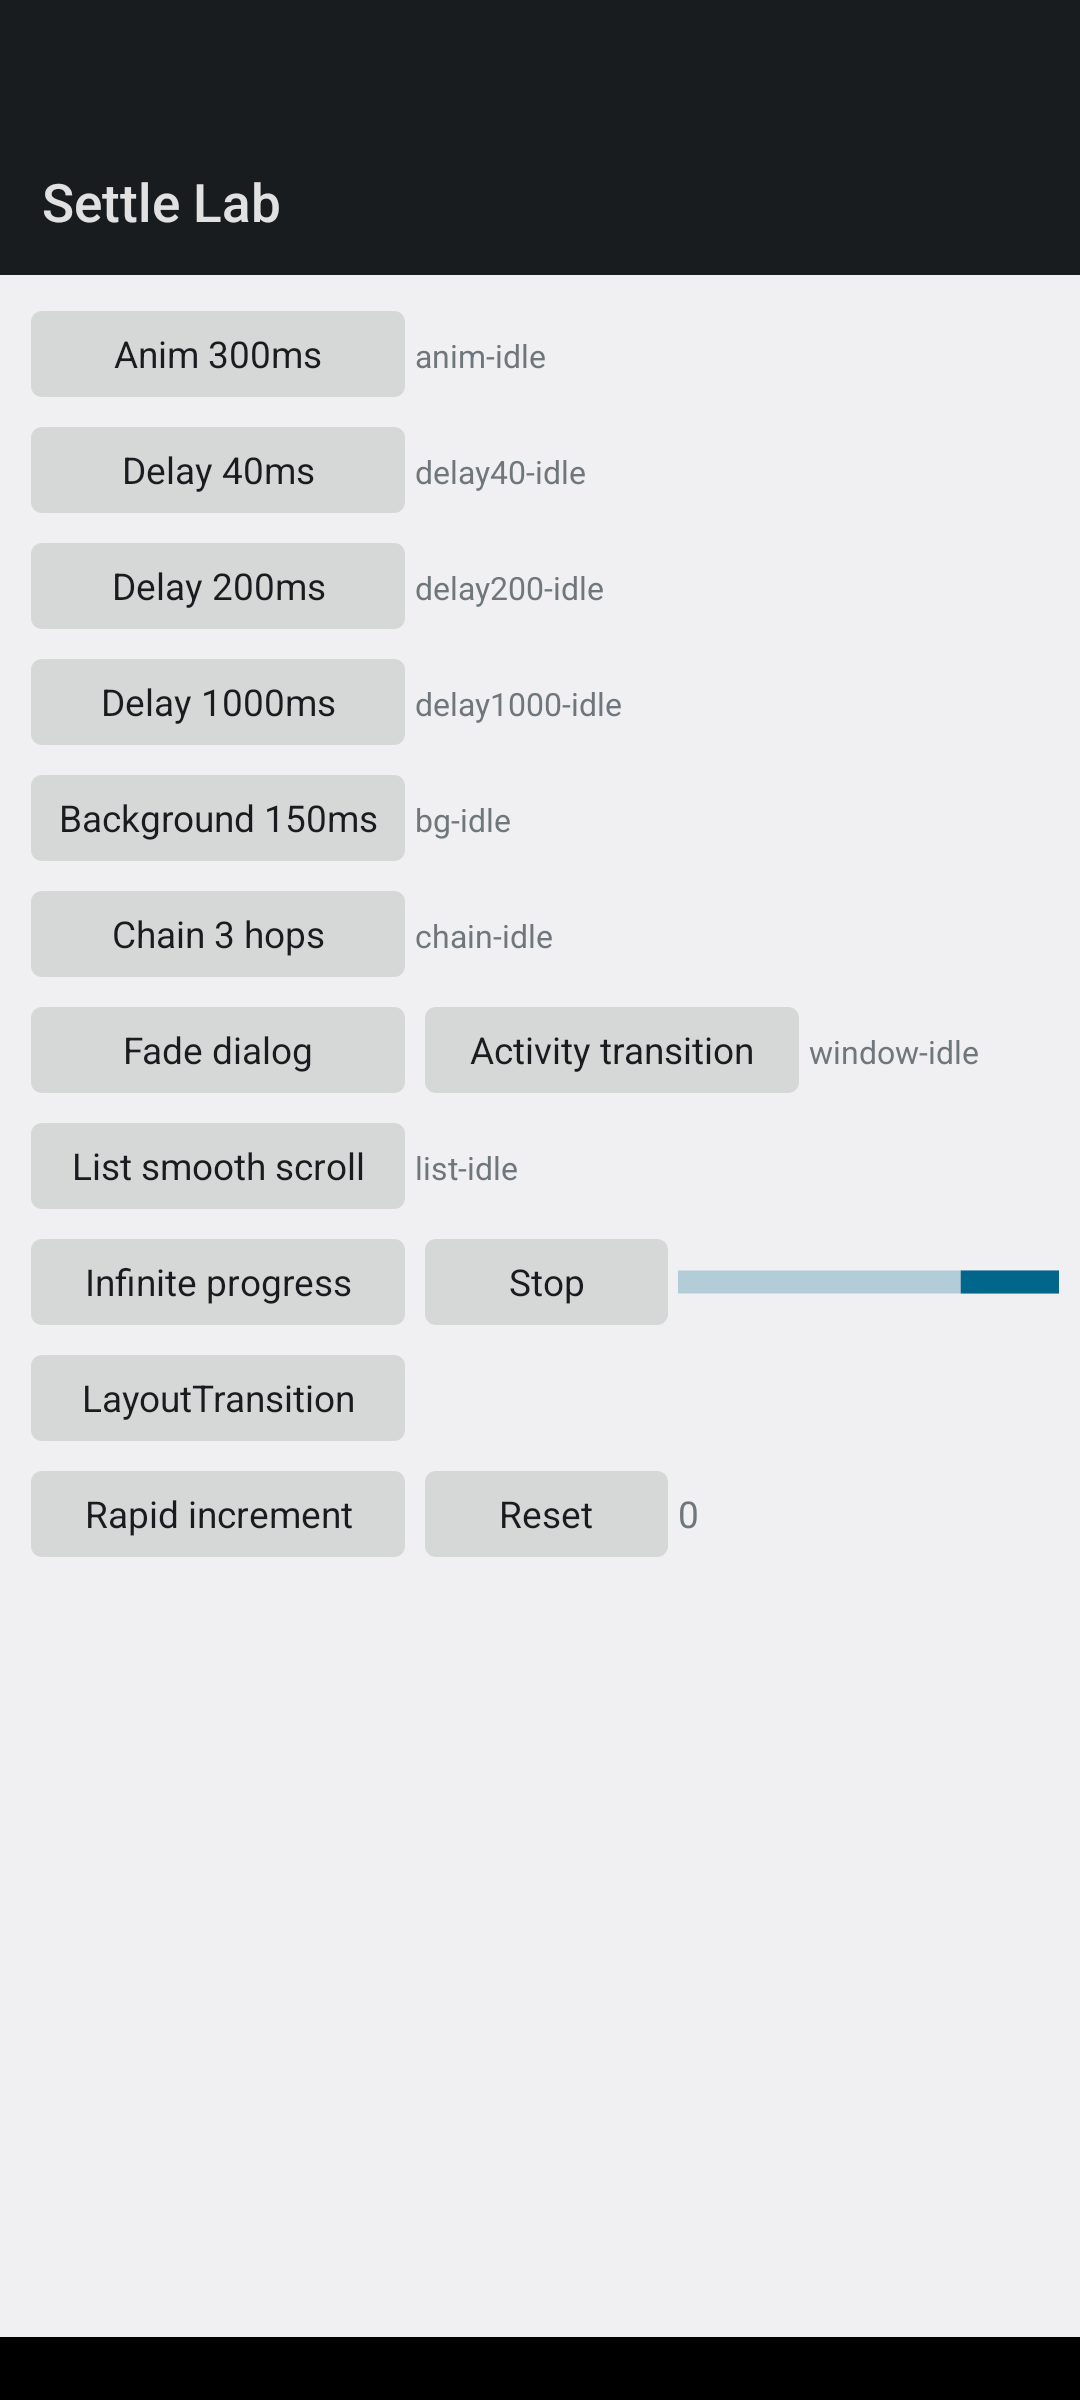 Settle Lab
Anim 300ms anim-idle
Delay 40ms delay40-idle
Delay 200ms delay200-idle
Delay 1000ms delay1000-idle
Background 150ms bg-idle
Chain 3 hops chain-idle
Fade dialog Activity transition window-idle
List smooth scroll list-idle
Infinite progress Stop
LayoutTransition
Rapid increment Reset 0